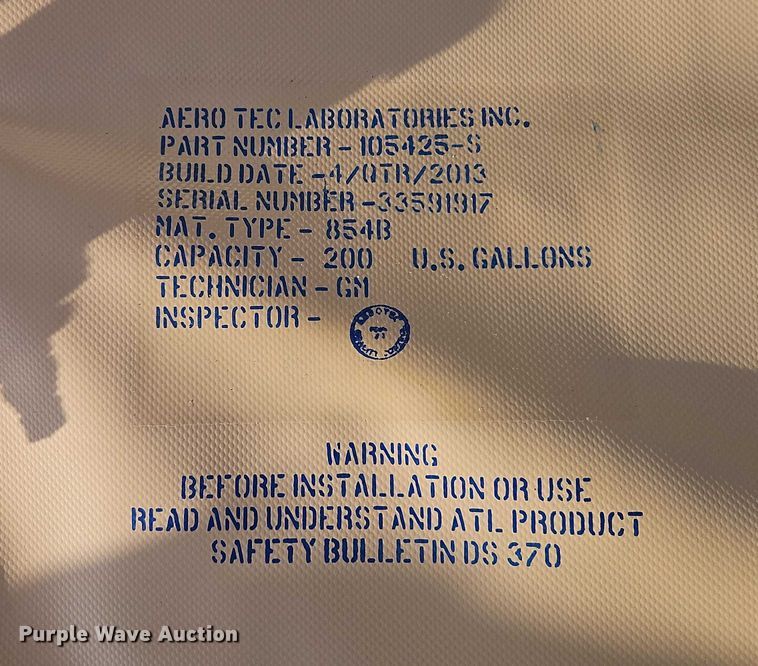 AERO TEC LABORATORIES INC.
PART NUMBER - 105425-S
BUILD DATE - 4/QTR/2013
SERIAL NUMBER - 33591917
MAT. TYPE - 854B
CAPACITY - 200 U.S. GALLONS
TECHNICIAN - GM
INSPECTOR -
WARNING
BEFORE INSTALLATION OR USE
READ AND UNDERSTAND ATL PRODUCT
SAFETY BULLETIN DS 370
Purple Wave Auction